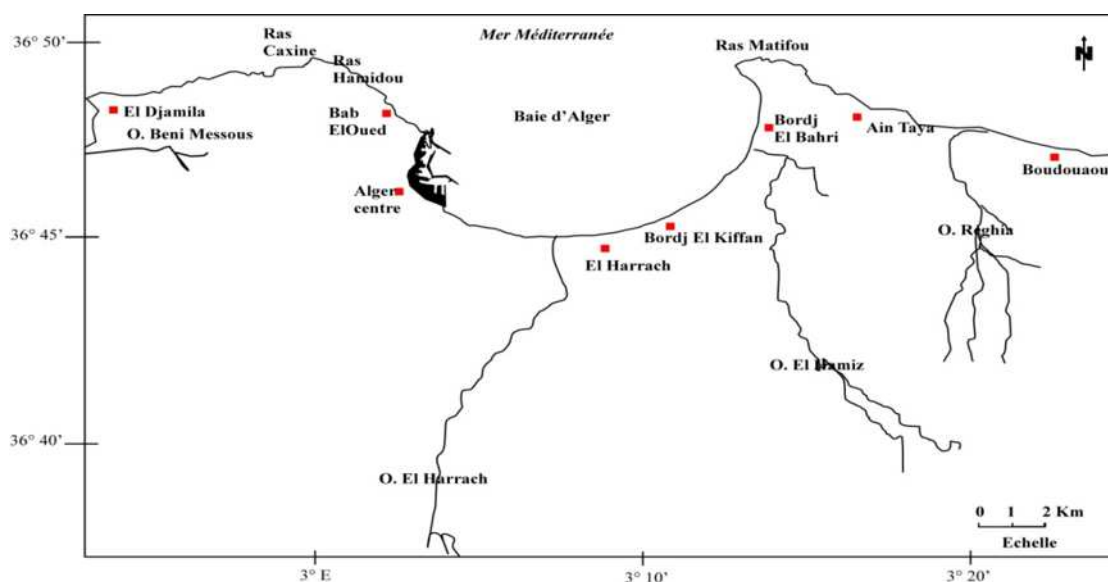 36° 50'
Ras
Caxine
Mer Méditerranée
Ras Matifou
N
Ras
Hamidou
El Djamila
O. Beni Messous
Bab
ElOued
Baie d'Alger
Bordj
El Bahri
Ain Taya
Boudouaou
Alger
centre
36° 45'
Bordj El Kiffan
El Harrach
O. Reghia
O. El Hamiz
36° 40'
O. El Harrach
0 1 2 Km
Echelle
3° E
3° 10'
3° 20'